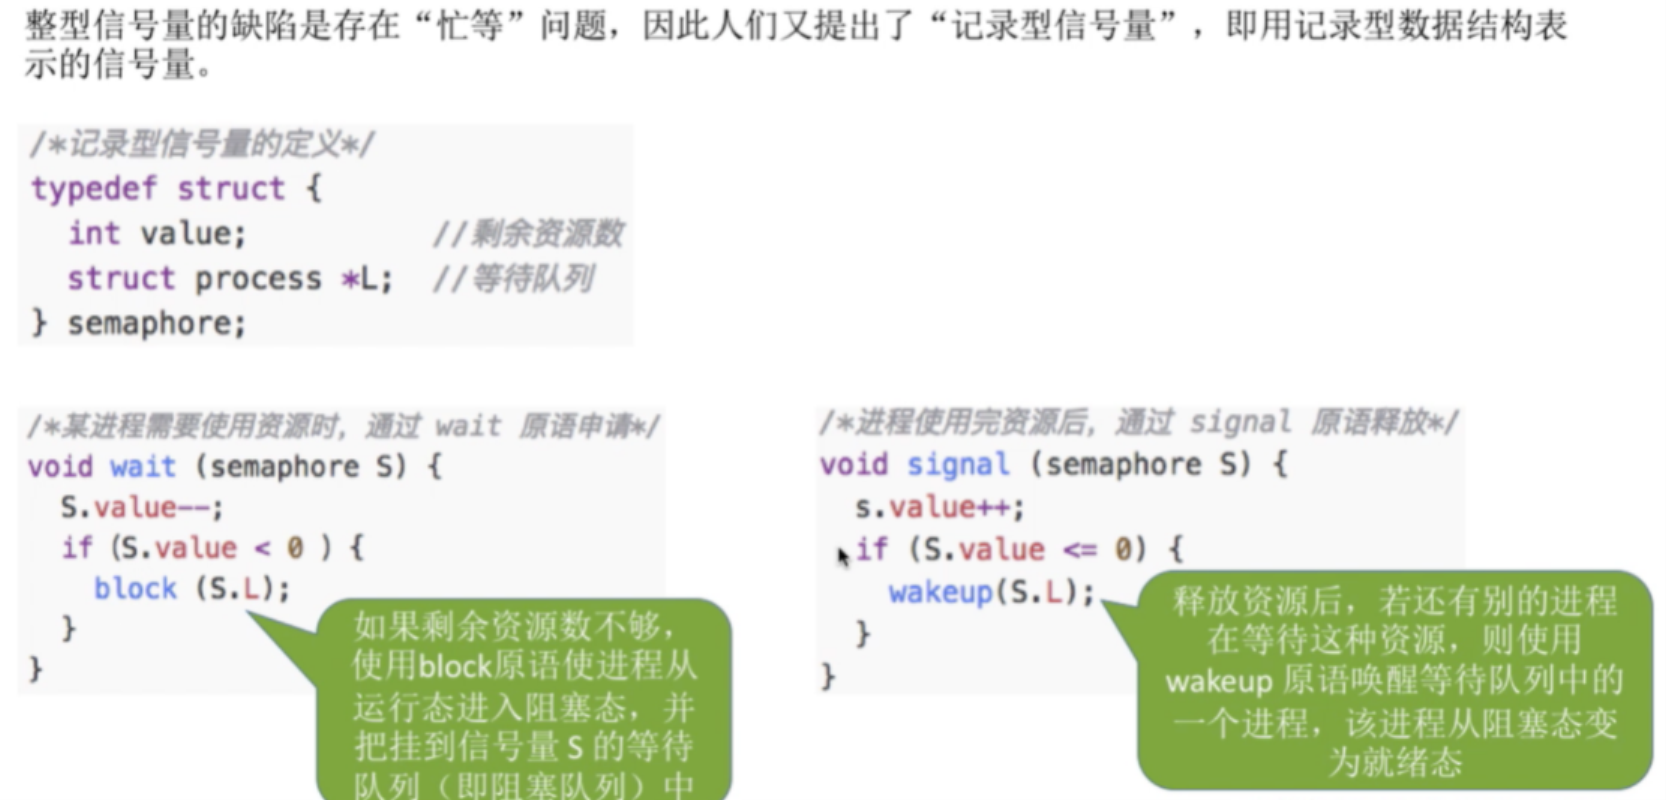 整型信号量的缺陷是存在“忙等”问题，因此人们又提出了“记录型信号量”，即用记录型数据结构表
示的信号量。
/*记录型信号量的定义*/
typedef struct {
  int value;          //剩余资源数
  struct process *L;  //等待队列
} semaphore;
/*某进程需要使用资源时，通过 wait 原语申请*/
void wait (semaphore S) {
  S.value--;
  if (S.value < 0 ) {
    block (S.L);
  }
}
如果剩余资源数不够，
使用block原语使进程从
运行态进入阻塞态，并
把挂到信号量 S 的等待
队列（即阻塞队列）中
/*进程使用完资源后，通过 signal 原语释放*/
void signal (semaphore S) {
  s.value++;
  if (S.value <= 0) {
    wakeup(S.L);
  }
}
释放资源后，若还有别的进程
在等待这种资源，则使用
wakeup 原语唤醒等待队列中的
一个进程，该进程从阻塞态变
为就绪态